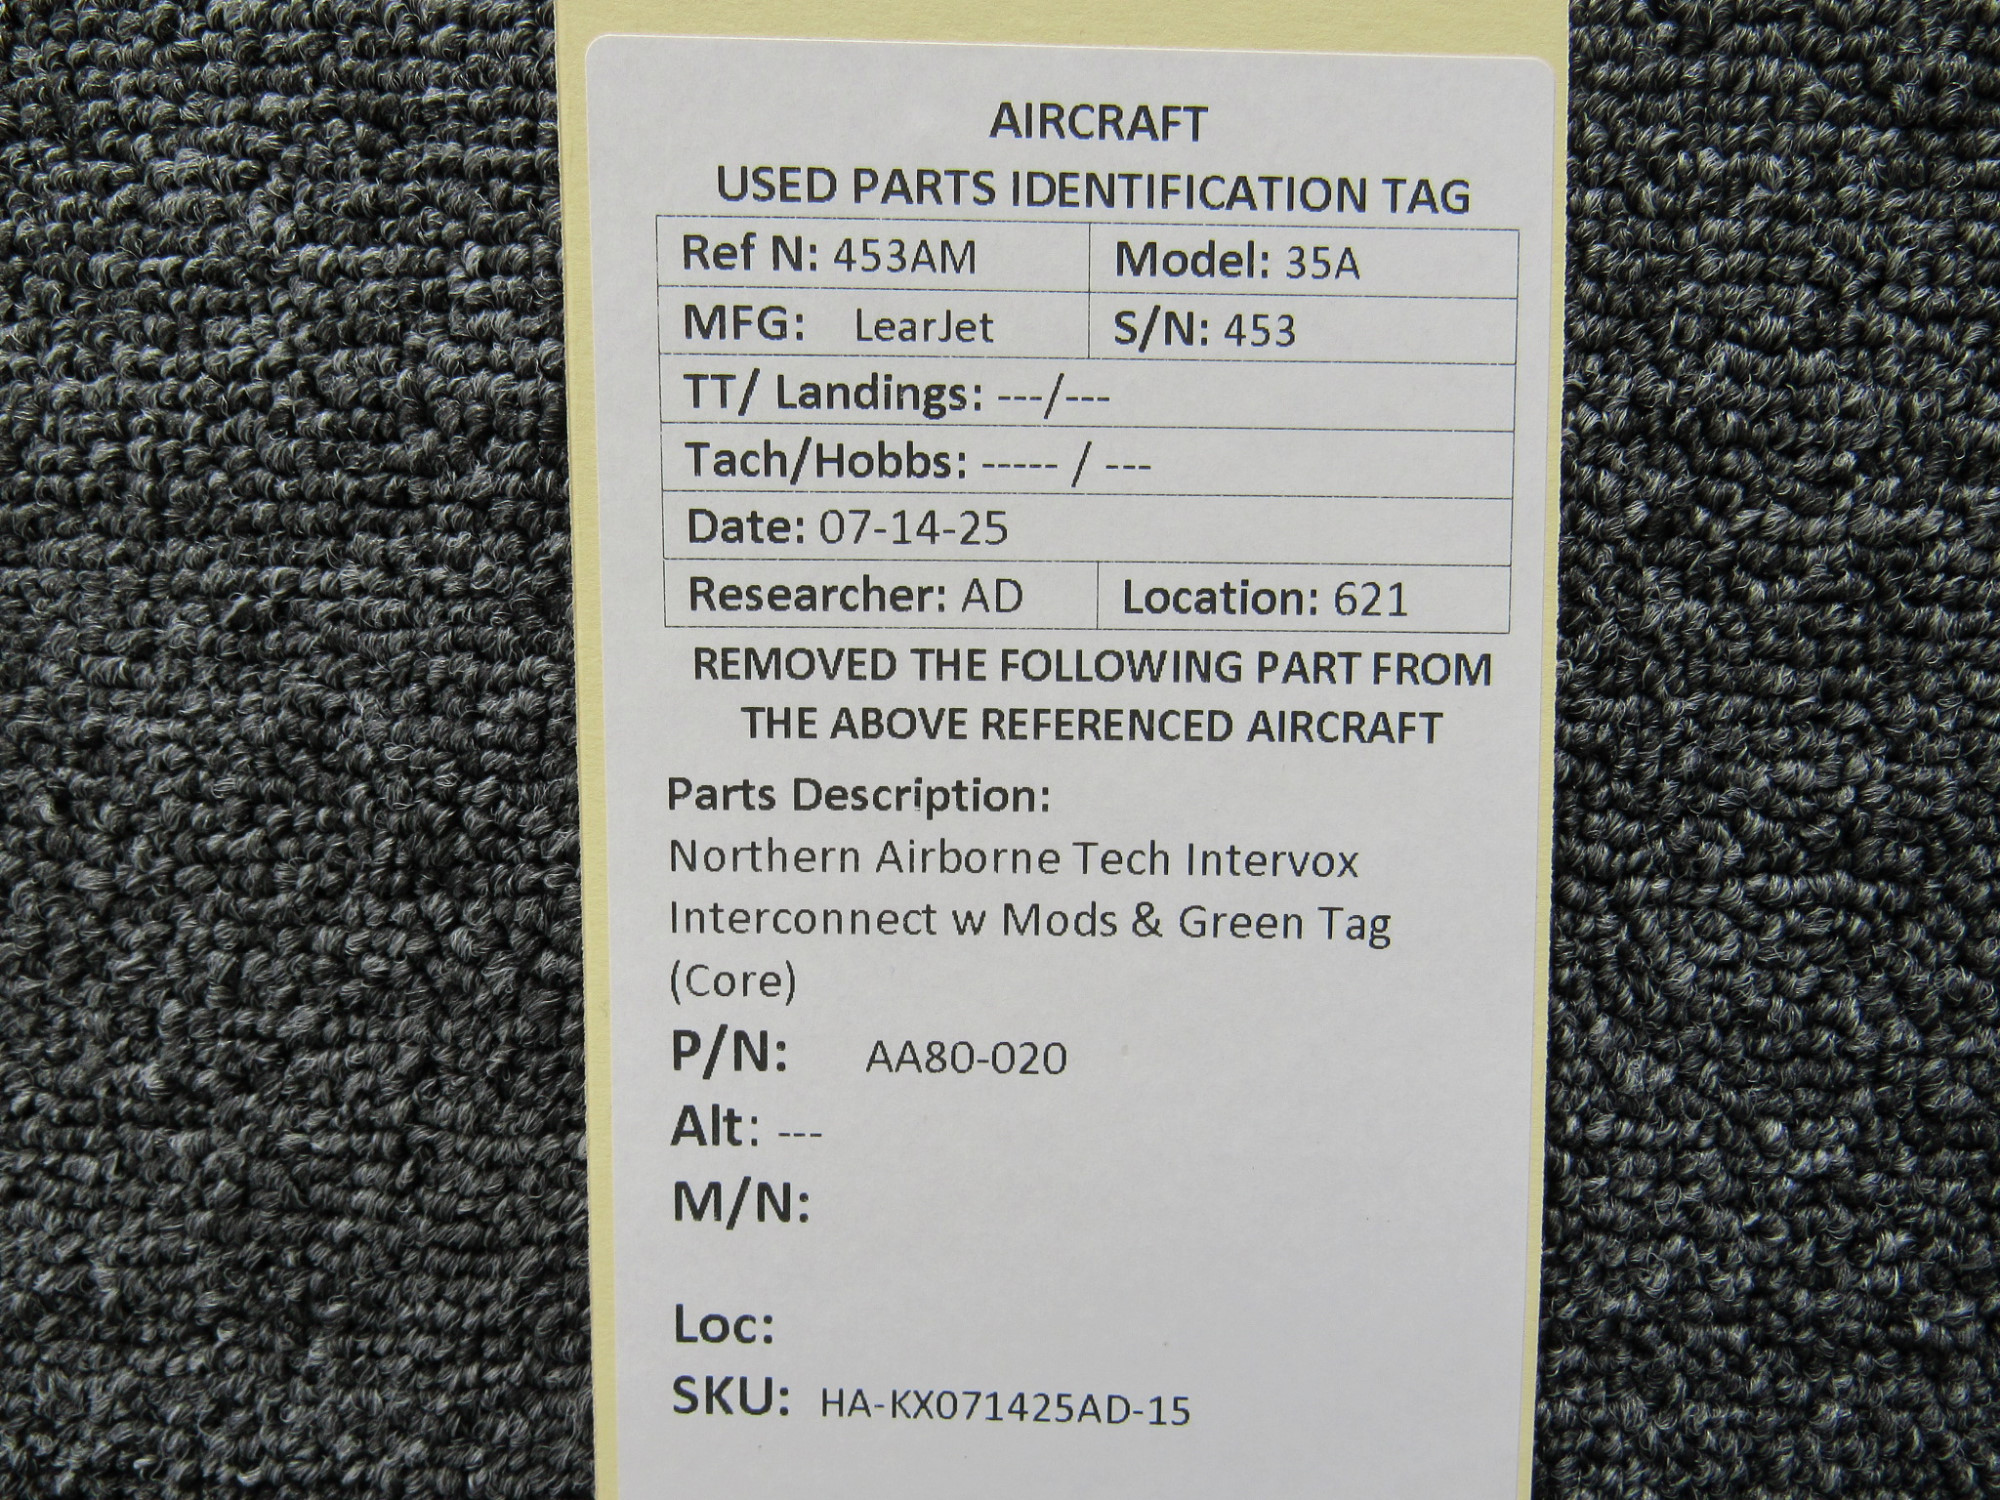 AIRCRAFT
USED PARTS IDENTIFICATION TAG
Ref N: 453AM Model: 35A
MFG: LearJet S/N: 453
TT/ Landings: ---/---
Tach/Hobbs: ----- / ---
Date: 07-14-25
Researcher: AD Location: 621
REMOVED THE FOLLOWING PART FROM
THE ABOVE REFERENCED AIRCRAFT
Parts Description:
Northern Airborne Tech Intervox
Interconnect w Mods & Green Tag
(Core)
P/N: AA80-020
Alt: ---
M/N:
Loc:
SKU: HA-KX071425AD-15